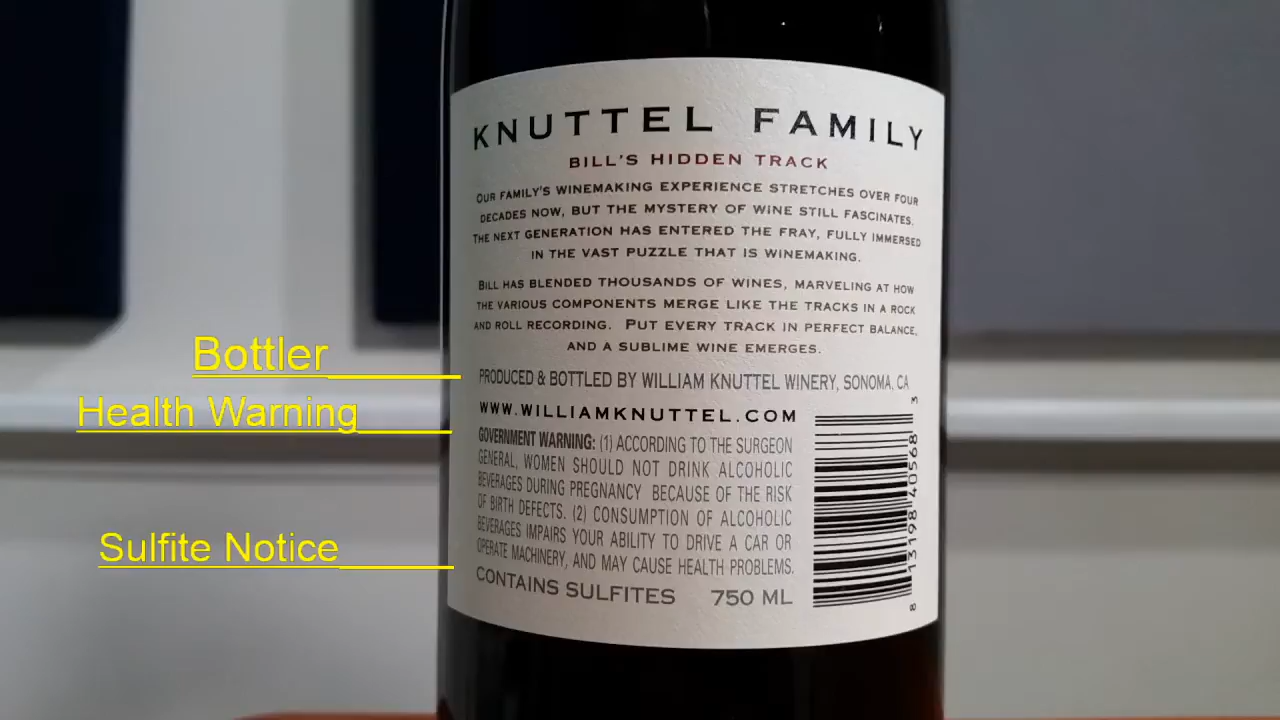 KNUTTEL FAMILY
BILL'S HIDDEN TRACK
OUR FAMILY'S WINEMAKING EXPERIENCE STRETCHES OVER FOUR
DECADES NOW, BUT THE MYSTERY OF WINE STILL FASCINATES.
THE NEXT GENERATION HAS ENTERED THE FRAY, FULLY IMMERSED
IN THE VAST PUZZLE THAT IS WINEMAKING.
BILL HAS BLENDED THOUSANDS OF WINES, MARVELING AT HOW
THE VARIOUS COMPONENTS MERGE LIKE THE TRACKS IN A ROCK
AND ROLL RECORDING. PUT EVERY TRACK IN PERFECT BALANCE,
AND A SUBLIME WINE EMERGES.
Bottler
PRODUCED & BOTTLED BY WILLIAM KNUTTEL WINERY, SONOMA, CA
WWW.WILLIAMKNUTTEL.COM
Health Warning
GOVERNMENT WARNING: (1) ACCORDING TO THE SURGEON
GENERAL, WOMEN SHOULD NOT DRINK ALCOHOLIC
BEVERAGES DURING PREGNANCY BECAUSE OF THE RISK
OF BIRTH DEFECTS. (2) CONSUMPTION OF ALCOHOLIC
BEVERAGES IMPAIRS YOUR ABILITY TO DRIVE A CAR OR
OPERATE MACHINERY, AND MAY CAUSE HEALTH PROBLEMS.
Sulfite Notice
CONTAINS SULFITES 750 ML
8 13198 40568 3